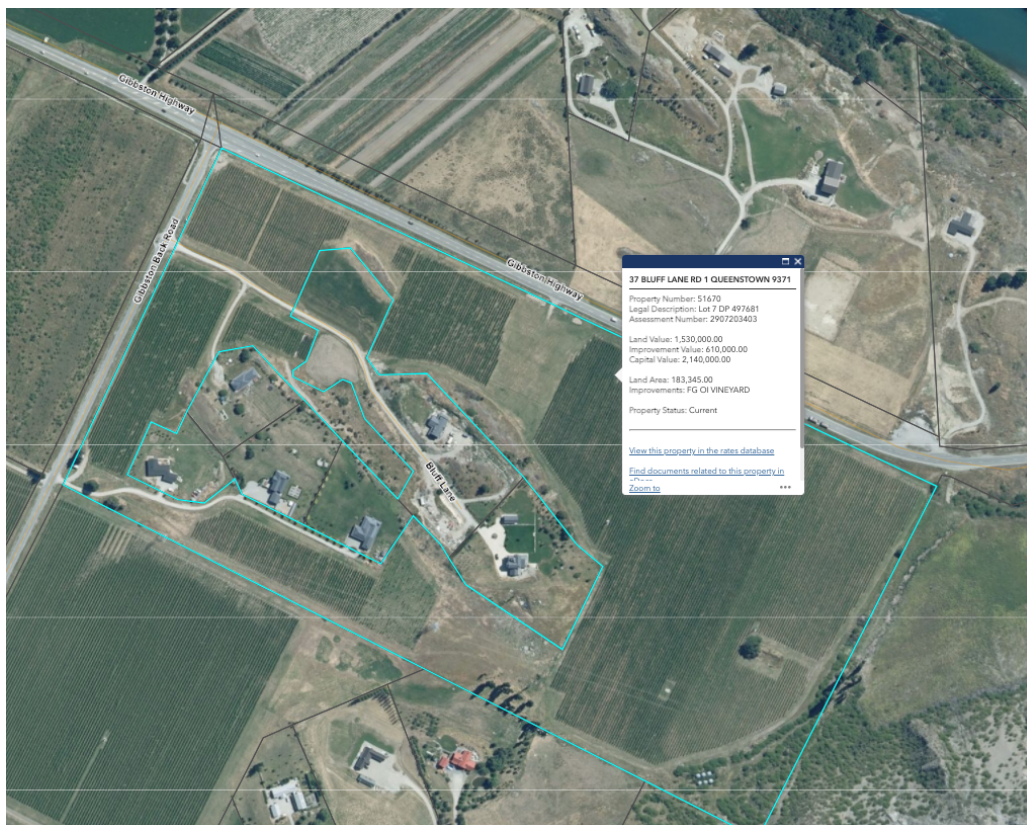 Gibbston Highway
Gibbston Back Road
Gibbston Highway
37 BLUFF LANE RD 1 QUEENSTOWN 9371
Property Number: 51670
Legal Description: Lot 7 DP 497681
Assessment Number: 2907203403
Land Value: 1,530,000.00
Improvement Value: 610,000.00
Capital Value: 2,140,000.00
Land Area: 183,345.00
Improvements: FG OI VINEYARD
Property Status: Current
View this property in the rates database
Find documents related to this property in
Zoom to
Bluff Lane